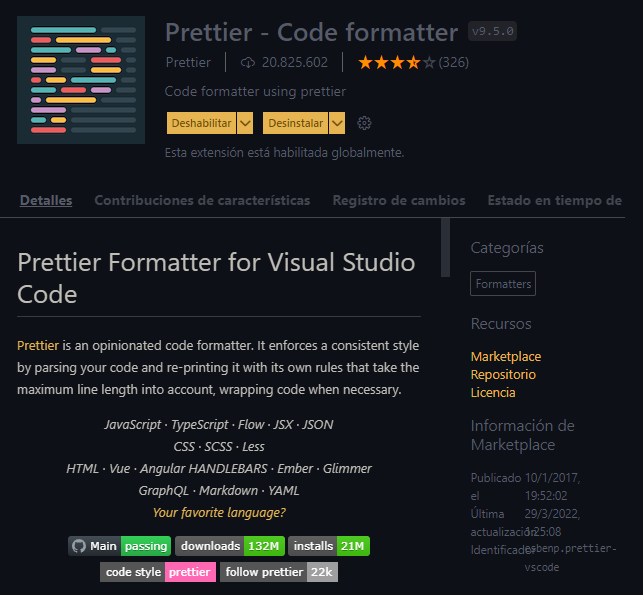 Prettier - Code formatter v9.5.0
Prettier 20.825.602 (326)
Code formatter using prettier
Deshabilitar Desinstalar
Esta extensión está habilitada globalmente.
Detalles Contribuciones de características Registro de cambios Estado en tiempo de
Prettier Formatter for Visual Studio
Code
Prettier is an opinionated code formatter. It enforces a consistent style
by parsing your code and re-printing it with its own rules that take the
maximum line length into account, wrapping code when necessary.
JavaScript · TypeScript · Flow · JSX · JSON
CSS · SCSS · Less
HTML · Vue · Angular HANDLEBARS · Ember · Glimmer
GraphQL · Markdown · YAML
Your favorite language?
Main passing downloads 132M installs 21M
code style prettier follow prettier 22k
Categorías
Formatters
Recursos
Marketplace
Repositorio
Licencia
Información de
Marketplace
Publicado 10/1/2017,
el 19:52:02
Última 29/3/2022,
actualización 1:25:08
Identificador esbenp.prettier-
vscode